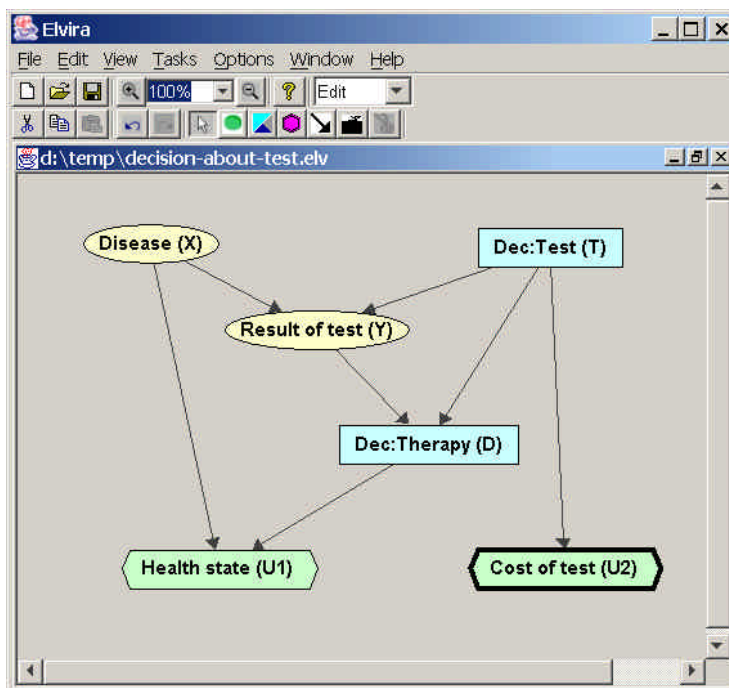 Elvira
File Edit View Tasks Options Window Help
100% Edit
d:\temp\decision-about-test.elv
Disease (X)
Dec:Test (T)
Result of test (Y)
Dec:Therapy (D)
Health state (U1)
Cost of test (U2)